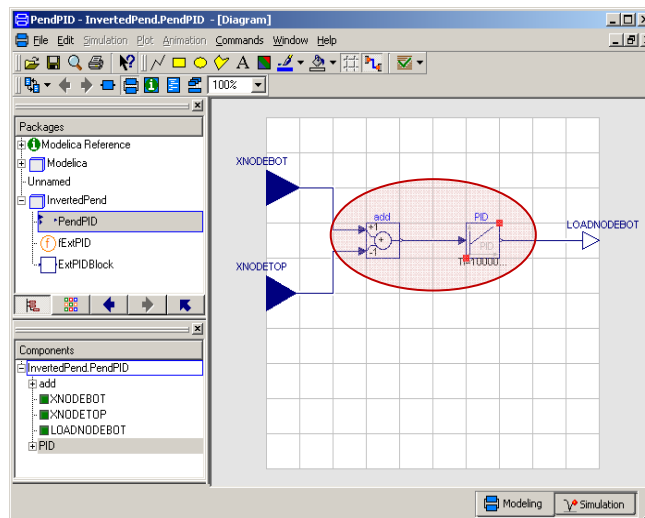 PendPID - InvertedPend.PendPID - [Diagram]
File Edit Simulation Plot Animation Commands Window Help
100%
Packages
Modelica Reference
Modelica
Unnamed
InvertedPend
*PendPID
fExtPID
ExtPIDBlock
Components
InvertedPend.PendPID
add
XNODEBOT
XNODETOP
LOADNODEBOT
PID
XNODEBOT
add
+1
+
-1
PID
PID
Ti=10000...
LOADNODEBOT
XNODETOP
Modeling
Simulation